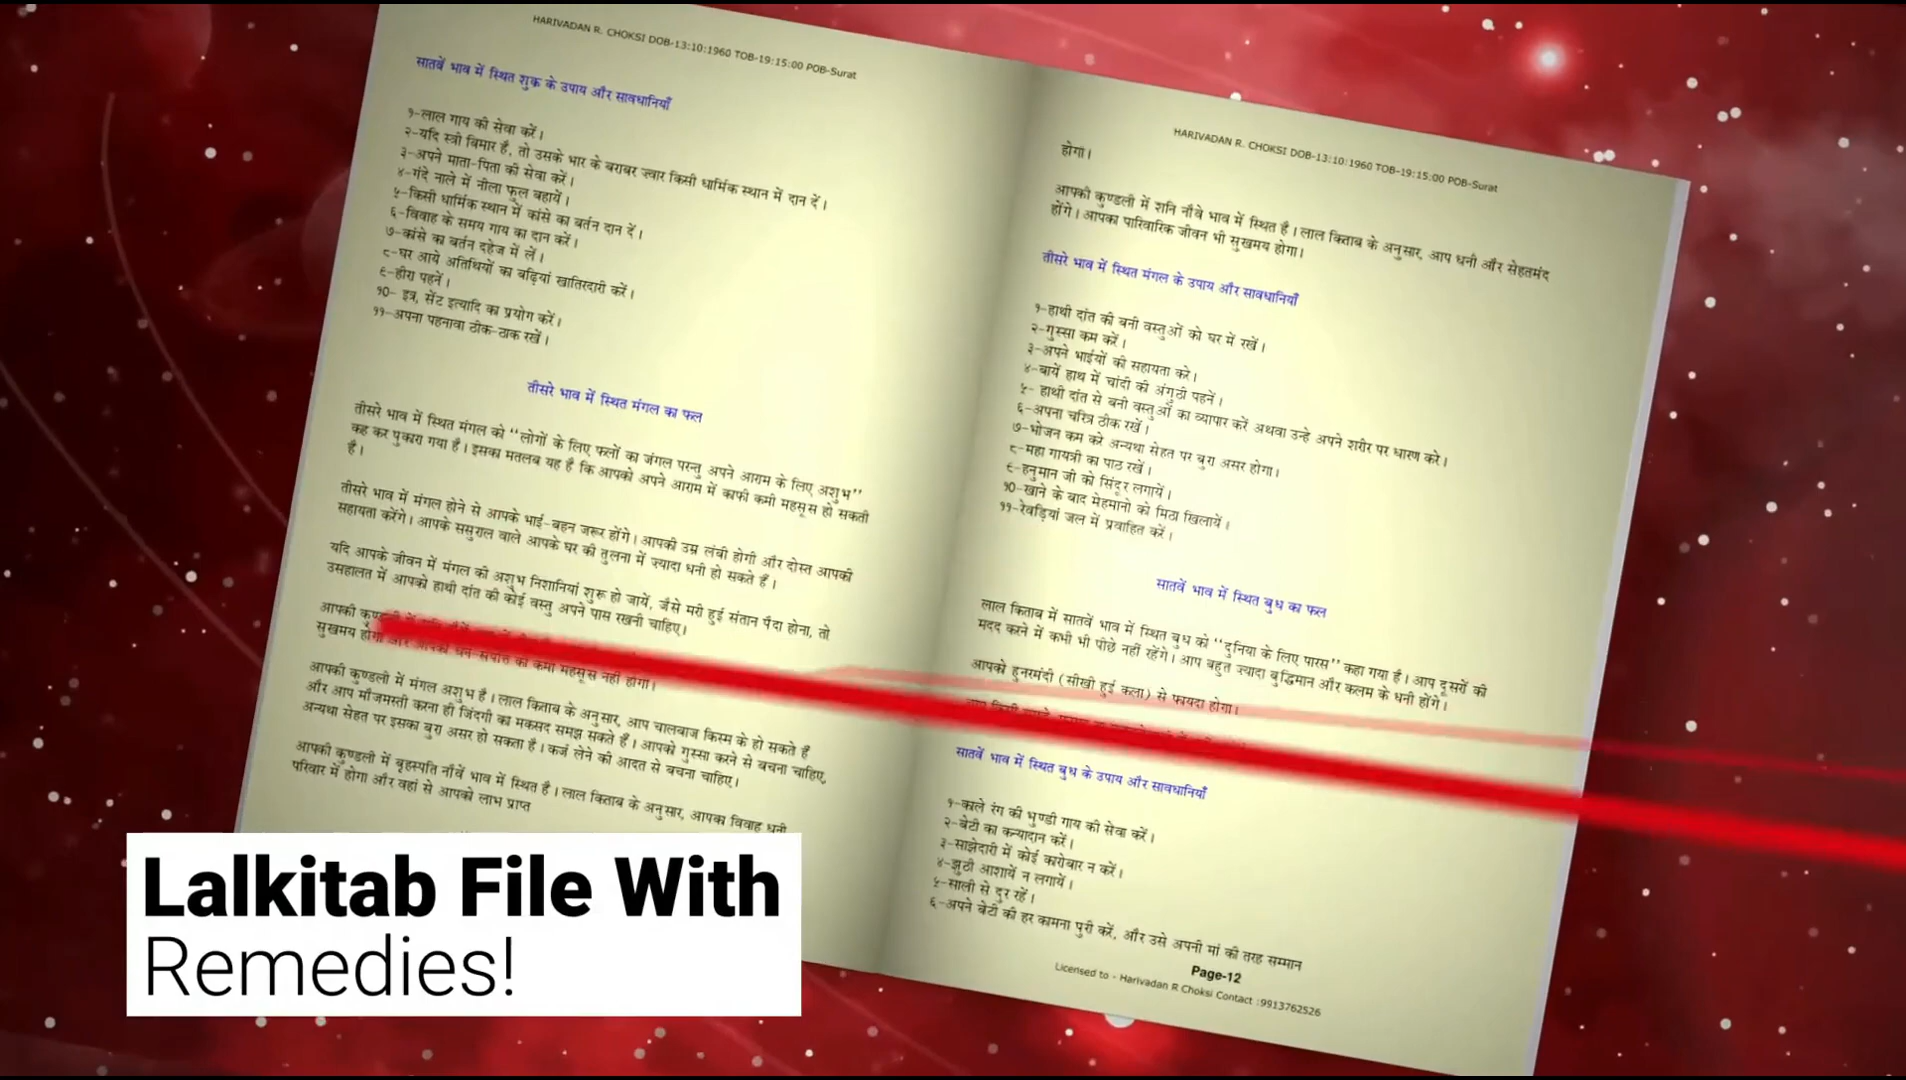 HARIVADAN R. CHOKSI DOB-13:10:1960 TOB-19:15:00 POB-Surat
सातवें भाव में स्थित शुक्र के उपाय और सावधानियाँ
१-लाल गाय की सेवा करें।
२-यदि स्त्री बिमार है, तो उसके भार के बराबर ज्वार किसी धार्मिक स्थान में दान दें।
३-अपने माता-पिता की सेवा करें।
४-गंदे नाले में नीला फुल बहायें।
५-किसी धार्मिक स्थान में कांसे का बर्तन दान दें।
६-विवाह के समय गाय का दान करें।
७-कांसे का बर्तन दहेज में लें।
८-घर आये अतिथियों का बढ़ियां खातिरदारी करें।
९-हीरा पहनें।
१०- इत्र, सेंट इत्यादि का प्रयोग करें।
११-अपना पहनावा ठीक-ठाक रखें।
तीसरे भाव में स्थित मंगल का फल
तीसरे भाव में स्थित मंगल को “लोगों के लिए फलों का जंगल परन्तु अपने आराम के लिए अशुभ”
कह कर पुकारा गया है। इसका मतलब यह है कि आपको अपने आराम में काफी कमी महसूस हो सकती
है।
तीसरे भाव में मंगल होने से आपके भाई-बहन जरूर होंगे। आपकी उम्र लंबी होगी और दोस्त आपकी
सहायता करेंगे। आपके ससुराल वाले आपके घर की तुलना में ज्यादा धनी हो सकते हैं।
यदि आपके जीवन में मंगल की अशुभ निशानियां शुरू हो जायें, जैसे मरी हुई संतान पैदा होना, तो
उसहालत में आपको हाथी दांत की कोई वस्तु अपने पास रखनी चाहिए।
आपकी कुण्डली में
सुखमय होगा और आपको धन-संपत्ति की कमी महसूस नहीं होगा।
आपकी कुण्डली में मंगल अशुभ है। लाल किताब के अनुसार, आप चालबाज किस्म के हो सकते हैं
और आप मौजमस्ती करना ही जिंदगी का मकसद समझ सकते हैं। आपको गुस्सा करने से बचना चाहिए,
अन्यथा सेहत पर इसका बुरा असर हो सकता है। कर्ज लेने की आदत से बचना चाहिए।
आपकी कुण्डली में बृहस्पति नौंवें भाव में स्थित है। लाल किताब के अनुसार, आपका विवाह धनी
परिवार में होगा और वहां से आपको लाभ प्राप्त
HARIVADAN R. CHOKSI DOB-13:10:1960 TOB-19:15:00 POB-Surat
होगा।
आपकी कुण्डली में शनि नौंवे भाव में स्थित है। लाल किताब के अनुसार, आप धनी और सेहतमंद
होंगे। आपका पारिवारिक जीवन भी सुखमय होगा।
तीसरे भाव में स्थित मंगल के उपाय और सावधानियाँ
१-हाथी दांत की बनी वस्तुओं को घर में रखें।
२-गुस्सा कम करें।
३-अपने भाईयों की सहायता करे।
४-बायें हाथ में चांदी की अंगुठी पहनें।
५- हाथी दांत से बनी वस्तुओं का व्यापार करें अथवा उन्हे अपने शरीर पर धारण करे।
६-अपना चरित्र ठीक रखें।
७-भोजन कम करे अन्यथा सेहत पर बुरा असर होगा।
८-महा गायत्री का पाठ रखें।
९-हनुमान जी को सिंदूर लगायें।
१०-खाने के बाद मेहमानो को मिठा खिलायें।
११-रेवड़ियां जल में प्रवाहित करें।
सातवें भाव में स्थित बुध का फल
लाल किताब में सातवें भाव में स्थित बुध को “दुनिया के लिए पारस” कहा गया है। आप दूसरों की
मदद करने में कभी भी पीछे नहीं रहेंगे। आप बहुत ज्यादा बुद्धिमान और कलम के धनी होंगे।
आपको हुनरमंदी (सीखी हुई कला) से फायदा होगा।
सातवें भाव में स्थित बुध के उपाय और सावधानियाँ
१-काले रंग की भुण्डी गाय की सेवा करें।
२-बेटी का कन्यादान करें।
३-साझेदारी में कोई कारोबार न करें।
४-झुठी आशायें न लगायें।
५-साली से दुर रहें।
६-अपने बेटी की हर कामना पुरी करें, और उसे अपनी मां की तरह सम्मान
Page-12
Licensed to - Harivadan R Choksi Contact :9913762526
Lalkitab File With
Remedies!